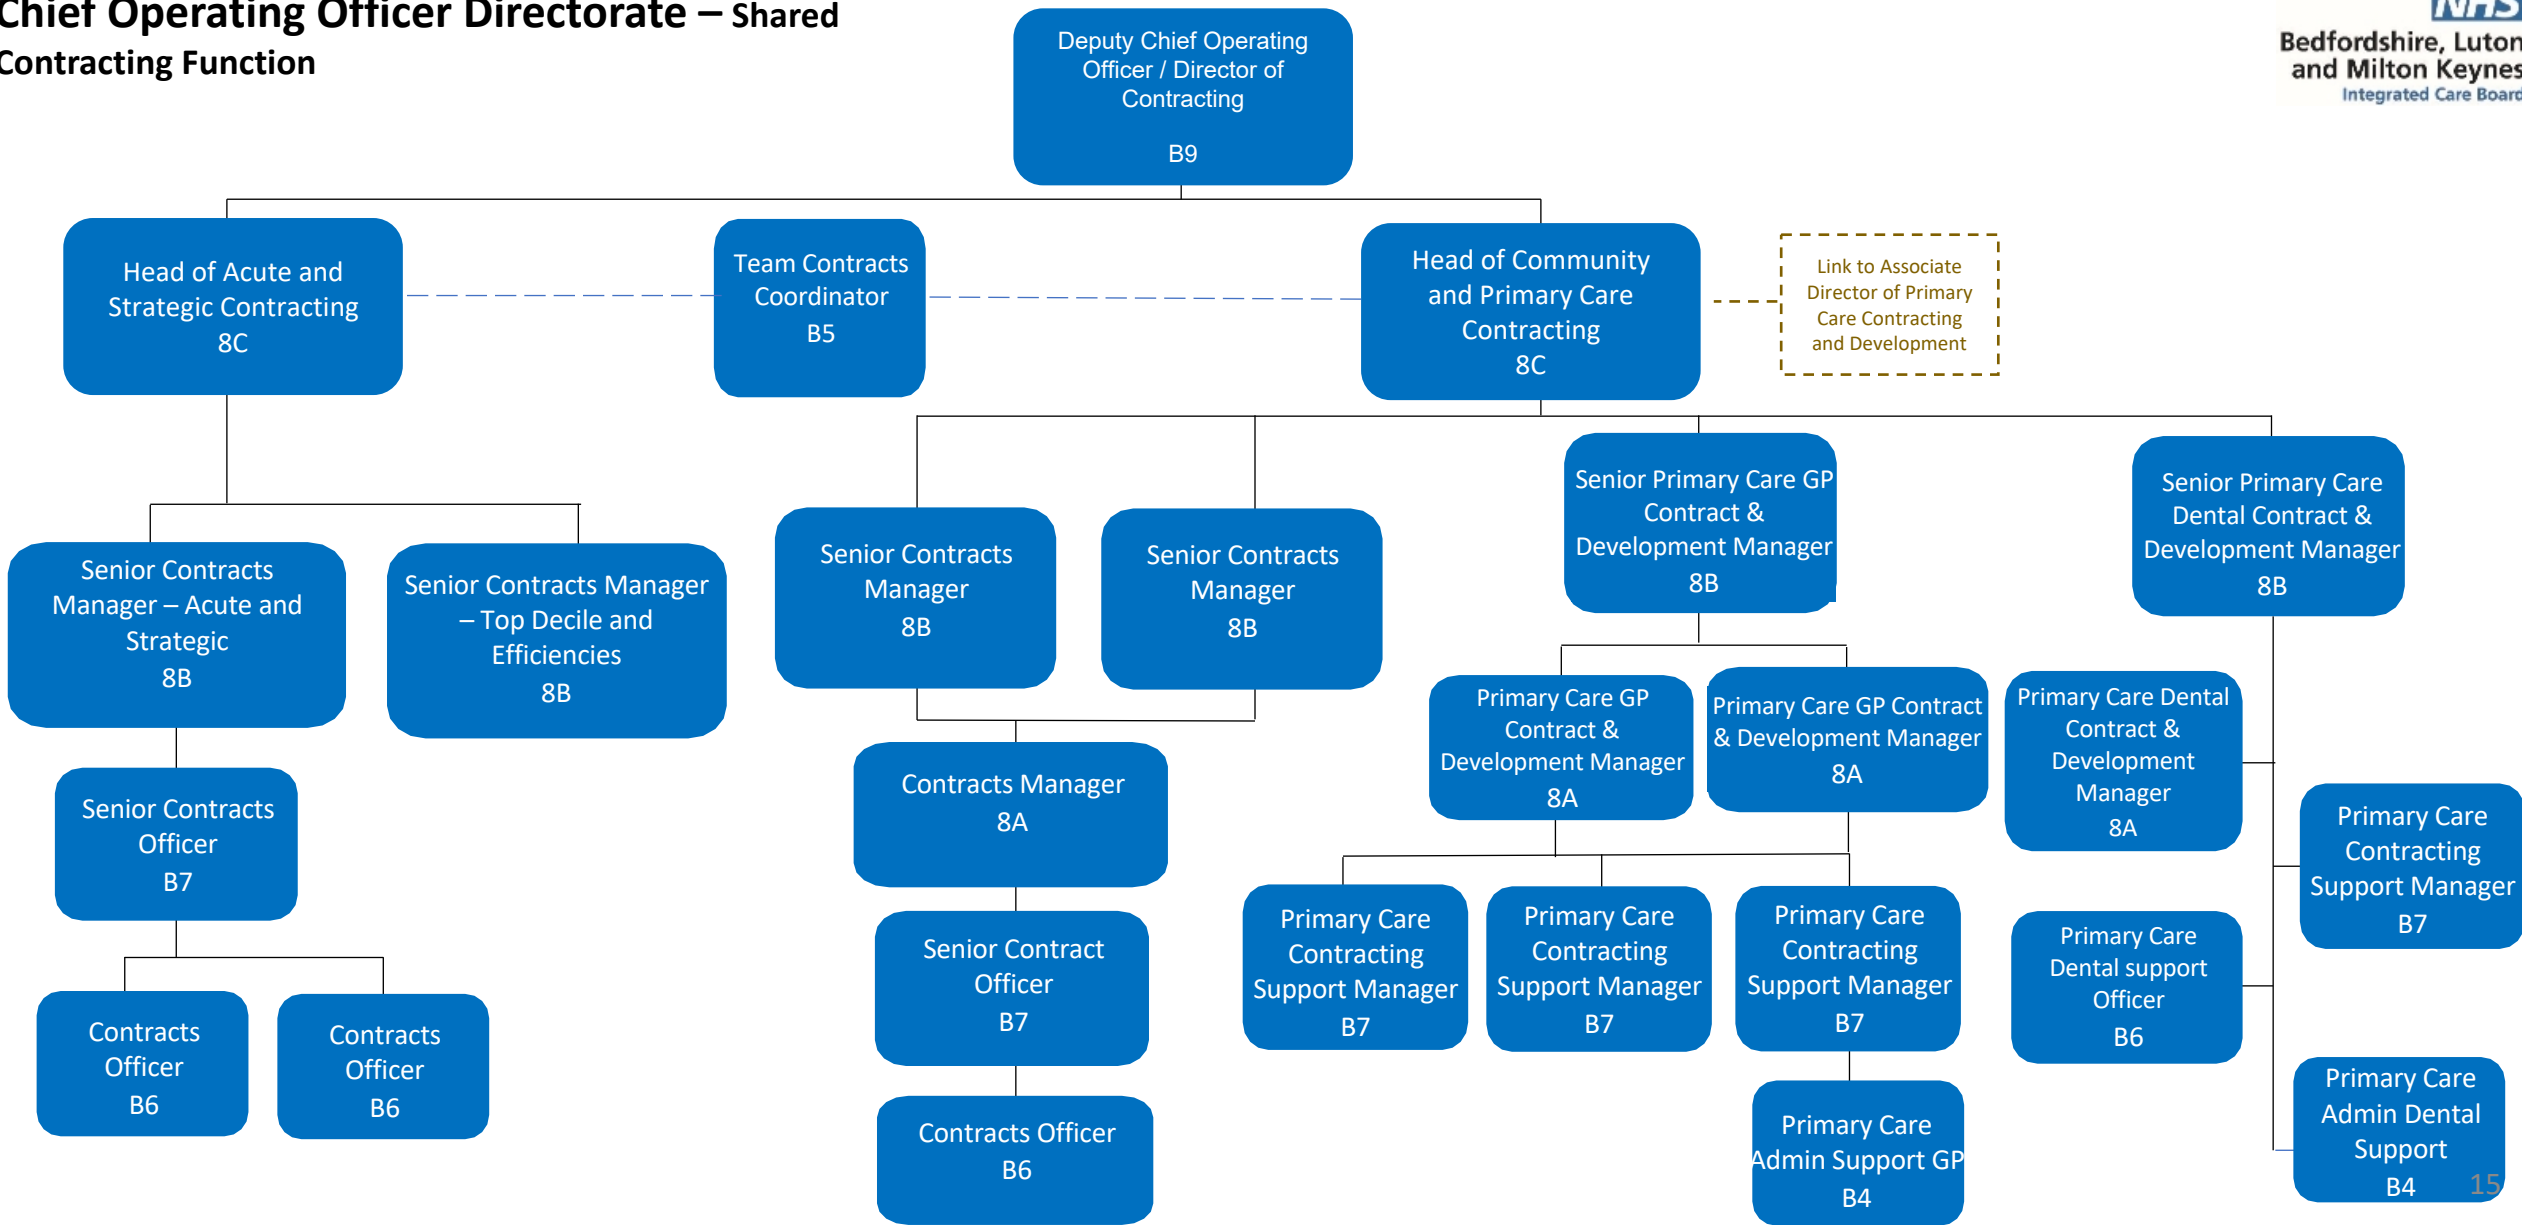 Chief Operating Officer Directorate – Shared
Contracting Function
NHS
Bedfordshire, Luton
and Milton Keynes
Integrated Care Board
Deputy Chief Operating
Officer / Director of
Contracting
B9
Head of Acute and
Strategic Contracting
8C
Team Contracts
Coordinator
B5
Head of Community
and Primary Care
Contracting
8C
Link to Associate
Director of Primary
Care Contracting
and Development
Senior Contracts
Manager – Acute and
Strategic
8B
Senior Contracts Manager
– Top Decile and
Efficiencies
8B
Senior Contracts
Manager
8B
Senior Contracts
Manager
8B
Senior Primary Care GP
Contract &
Development Manager
8B
Senior Primary Care
Dental Contract &
Development Manager
8B
Senior Contracts
Officer
B7
Contracts Manager
8A
Primary Care GP
Contract &
Development Manager
8A
Primary Care GP Contract
& Development Manager
8A
Primary Care Dental
Contract &
Development
Manager
8A
Primary Care
Contracting
Support Manager
B7
Contracts
Officer
B6
Contracts
Officer
B6
Senior Contract
Officer
B7
Primary Care
Contracting
Support Manager
B7
Primary Care
Contracting
Support Manager
B7
Primary Care
Contracting
Support Manager
B7
Primary Care
Dental support
Officer
B6
Contracts Officer
B6
Primary Care
Admin Support GP
B4
Primary Care
Admin Dental
Support
B4
15